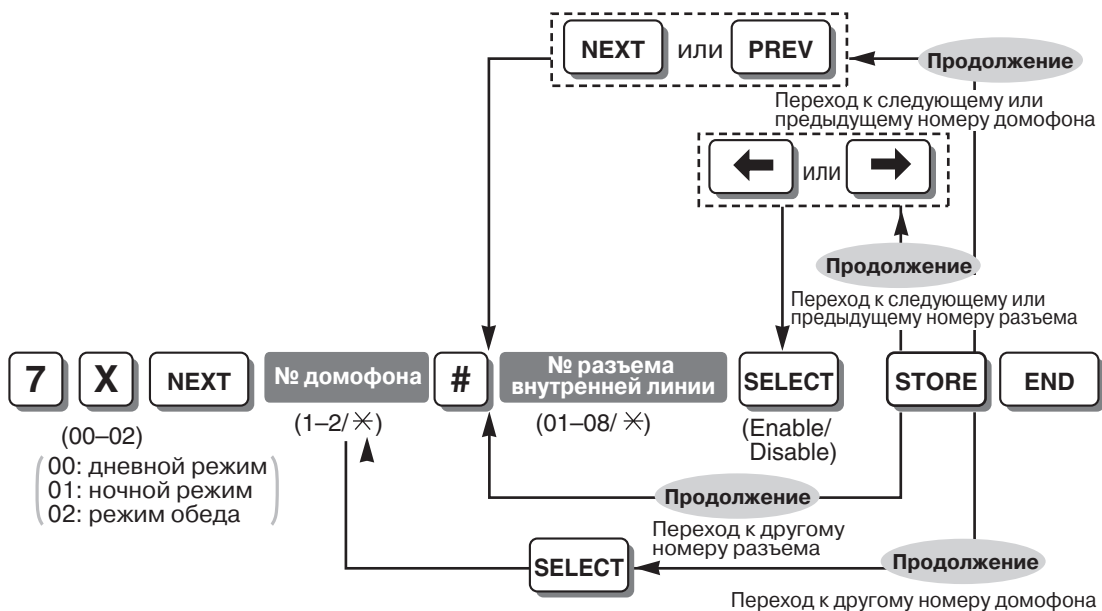 NEXT или PREV
Продолжение
Переход к следующему или
предыдущему номеру домофона
или
Продолжение
Переход к следующему или
предыдущему номеру разъема
7 X NEXT № домофона # № разъема
внутренней линии SELECT STORE END
(00–02)
(1–2/✳)
(01–08/ ✳)
(Enable/
Disable)
00: дневной режим
01: ночной режим
02: режим обеда
Продолжение
Переход к другому
номеру разъема
SELECT
Продолжение
Переход к другому номеру домофона